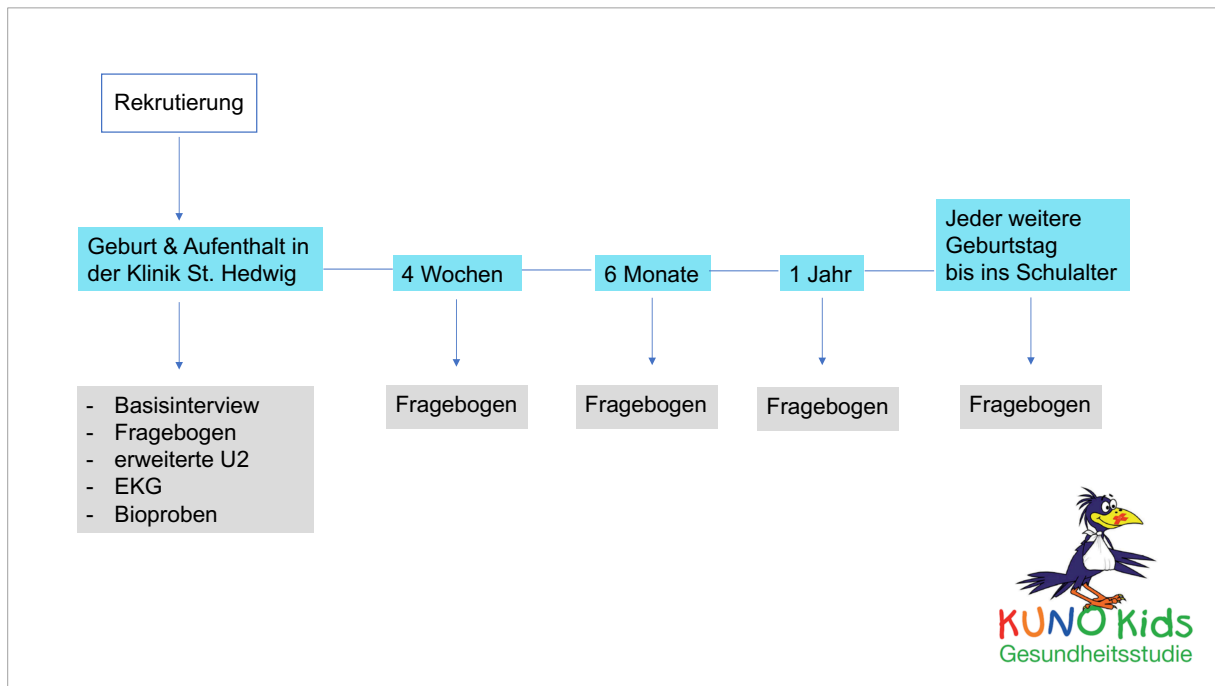 Rekrutierung
Geburt & Aufenthalt in
der Klinik St. Hedwig
4 Wochen
6 Monate
1 Jahr
Jeder weitere
Geburtstag
bis ins Schulalter
- Basisinterview
- Fragebogen
- erweiterte U2
- EKG
- Bioproben
Fragebogen
Fragebogen
Fragebogen
Fragebogen
KUNO Kids
Gesundheitsstudie